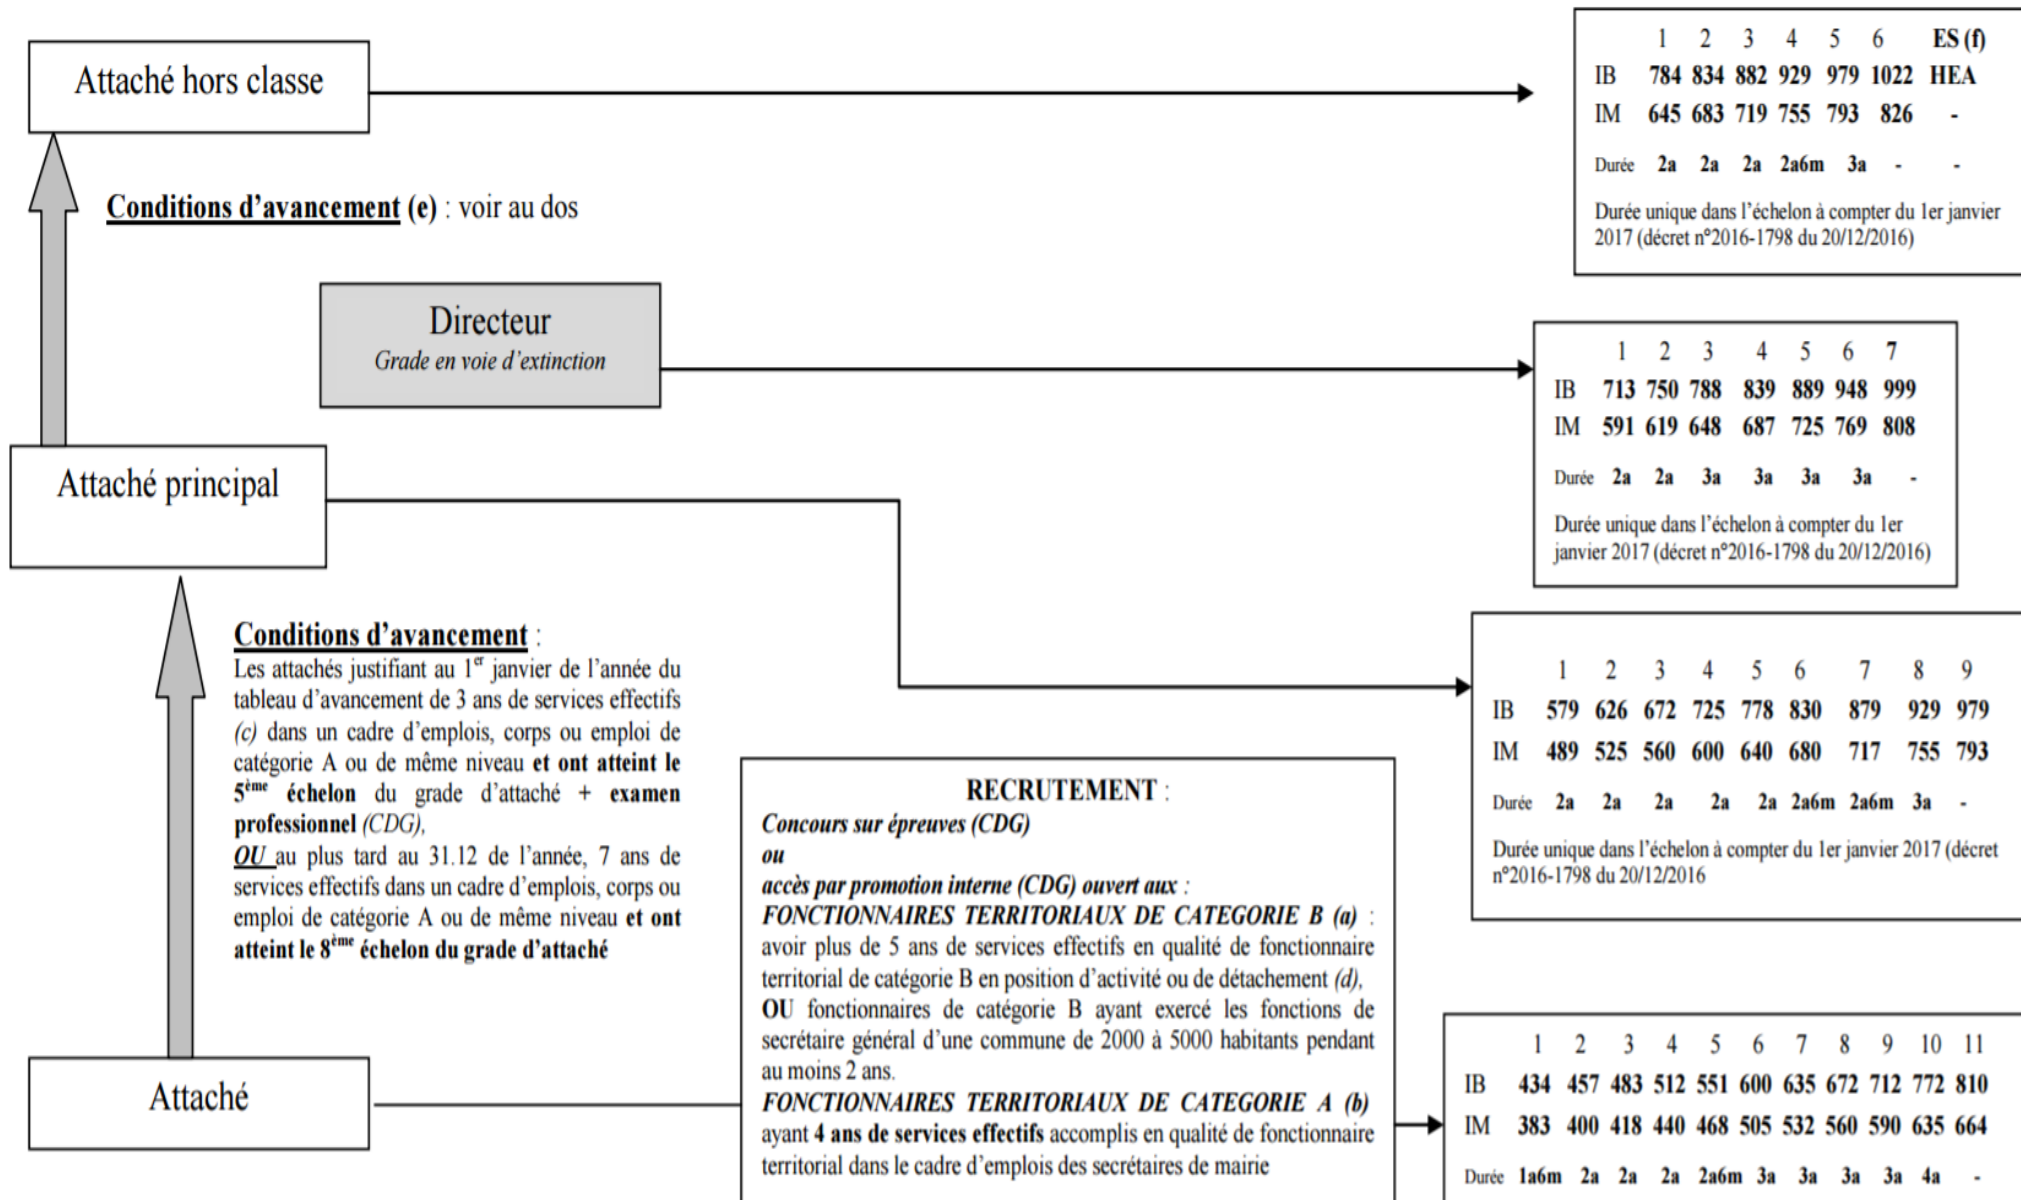 Attaché hors classe
1 2 3 4 5 6 ES (f)
IB 784 834 882 929 979 1022 HEA
IM 645 683 719 755 793 826 -
Durée 2a 2a 2a 2a6m 3a - -
Durée unique dans l'échelon à compter du 1er janvier
2017 (décret n°2016-1798 du 20/12/2016)
Conditions d'avancement (e) : voir au dos
Directeur
Grade en voie d'extinction
1 2 3 4 5 6 7
IB 713 750 788 839 889 948 999
IM 591 619 648 687 725 769 808
Durée 2a 2a 3a 3a 3a 3a -
Durée unique dans l'échelon à compter du 1er
janvier 2017 (décret n°2016-1798 du 20/12/2016)
Attaché principal
1 2 3 4 5 6 7 8 9
IB 579 626 672 725 778 830 879 929 979
IM 489 525 560 600 640 680 717 755 793
Durée 2a 2a 2a 2a 2a 2a6m 2a6m 3a -
Durée unique dans l'échelon à compter du 1er janvier 2017 (décret
n°2016-1798 du 20/12/2016
Conditions d'avancement :
Les attachés justifiant au 1er janvier de l'année du
tableau d'avancement de 3 ans de services effectifs
(c) dans un cadre d'emplois, corps ou emploi de
catégorie A ou de même niveau et ont atteint le
5ème échelon du grade d'attaché + examen
professionnel (CDG),
OU au plus tard au 31.12 de l'année, 7 ans de
services effectifs dans un cadre d'emplois, corps ou
emploi de catégorie A ou de même niveau et ont
atteint le 8ème échelon du grade d'attaché
RECRUTEMENT :
Concours sur épreuves (CDG)
ou
accès par promotion interne (CDG) ouvert aux :
FONCTIONNAIRES TERRITORIAUX DE CATEGORIE B (a) :
avoir plus de 5 ans de services effectifs en qualité de fonctionnaire
territorial de catégorie B en position d'activité ou de détachement (d),
OU fonctionnaires de catégorie B ayant exercé les fonctions de
secrétaire général d'une commune de 2000 à 5000 habitants pendant
au moins 2 ans.
FONCTIONNAIRES TERRITORIAUX DE CATEGORIE A (b)
ayant 4 ans de services effectifs accomplis en qualité de fonctionnaire
territorial dans le cadre d'emplois des secrétaires de mairie
Attaché
1 2 3 4 5 6 7 8 9 10 11
IB 434 457 483 512 551 600 635 672 712 772 810
IM 383 400 418 440 468 505 532 560 590 635 664
Durée 1a6m 2a 2a 2a 2a6m 3a 3a 3a 3a 4a -